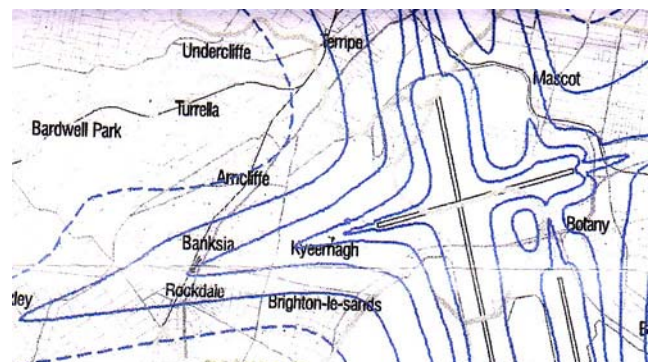 Tempe
Undercliffe
Mascot
Turrella
Bardwell Park
Arncliffe
Botany
Banksia
Kyeemagh
Rockdale
Brighton-le-sands